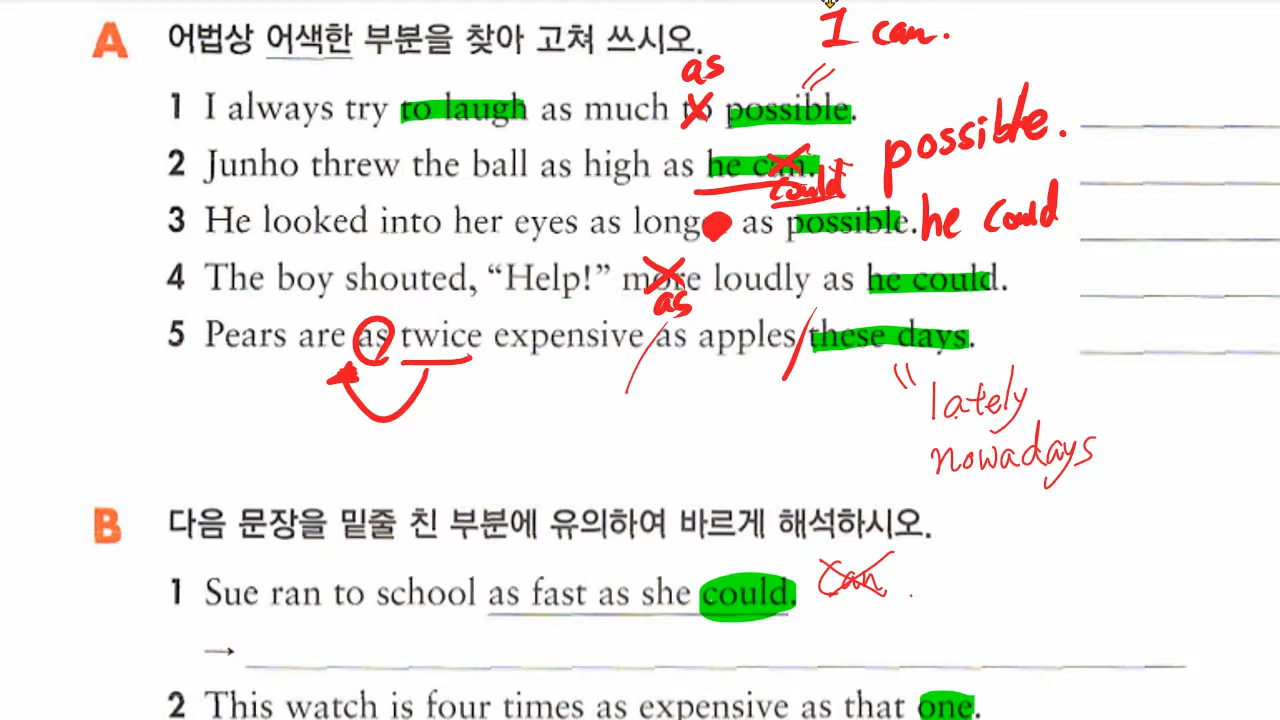 I can.
A 어법상 어색한 부분을 찾아 고쳐 쓰시오.
as
1 I always try to laugh as much to possible.
possible.
2 Junho threw the ball as high as he can.
could
3 He looked into her eyes as long as possible. he could
4 The boy shouted, “Help!” more loudly as he could.
as
5 Pears are as twice expensive as apples these days.
lately
nowadays
B 다음 문장을 밑줄 친 부분에 유의하여 바르게 해석하시오.
1 Sue ran to school as fast as she could. can
→
2 This watch is four times as expensive as that one.